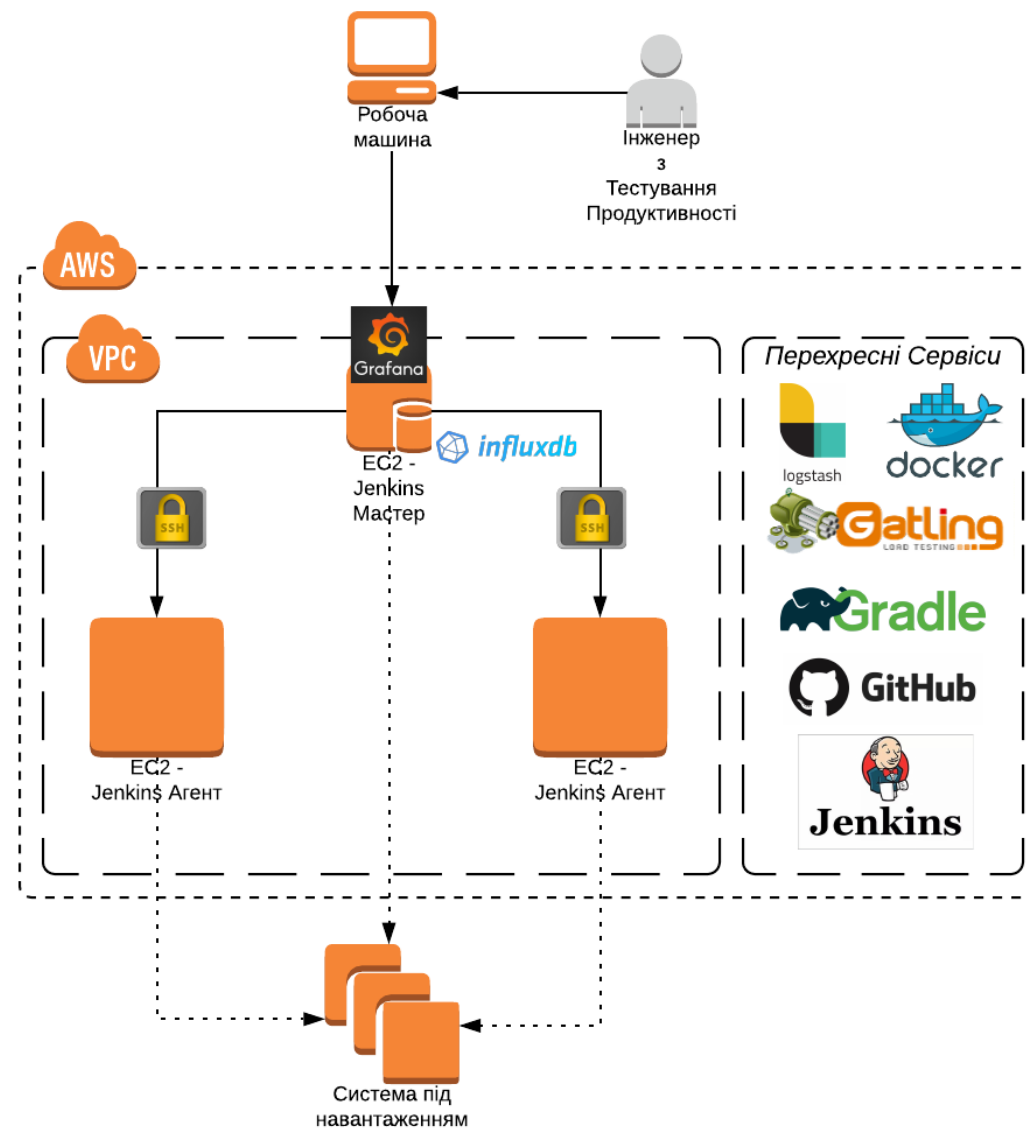 Робоча
машина
Інженер
з
Тестування
Продуктивності
AWS
VPC
Grafana
influxdb
EC2 -
Jenkins
Мастер
SSH
SSH
EC2 -
Jenkins Агент
EC2 -
Jenkins Агент
Перехресні Сервіси
logstash
docker
Gatling
LOAD TESTING
Gradle
GitHub
Jenkins
Система під
навантаженням